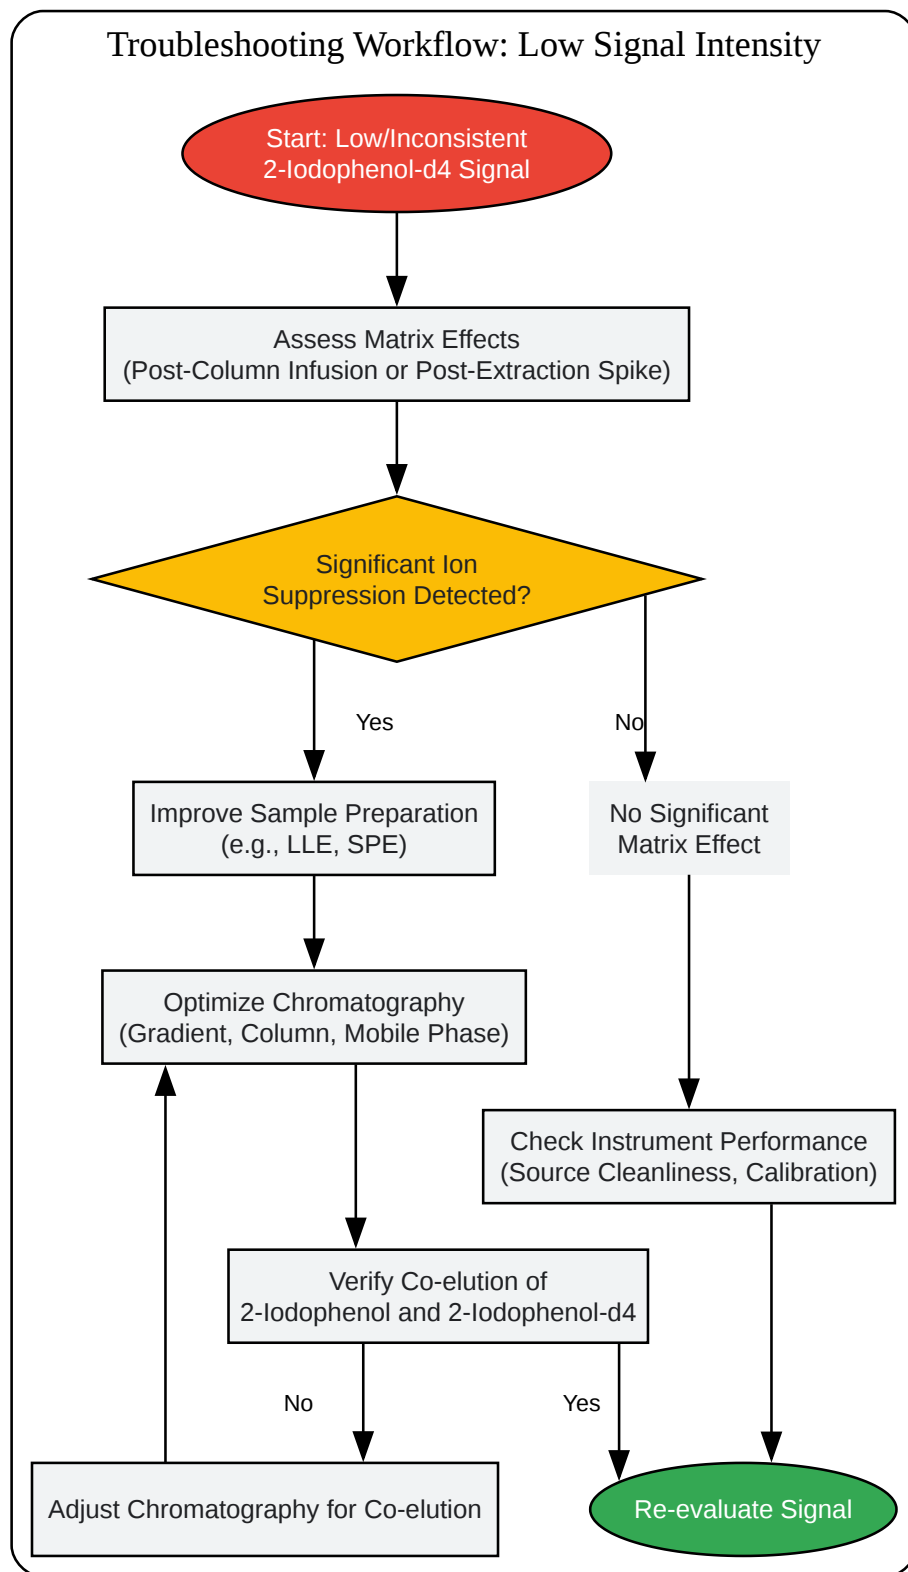 Troubleshooting Workflow: Low Signal Intensity
Start: Low/Inconsistent
2-Iodophenol-d4 Signal
Assess Matrix Effects
(Post-Column Infusion or Post-Extraction Spike)
Significant Ion
Suppression Detected?
Yes
No
Improve Sample Preparation
(e.g., LLE, SPE)
No Significant
Matrix Effect
Optimize Chromatography
(Gradient, Column, Mobile Phase)
Check Instrument Performance
(Source Cleanliness, Calibration)
Verify Co-elution of
2-Iodophenol and 2-Iodophenol-d4
No
Yes
Adjust Chromatography for Co-elution
Re-evaluate Signal